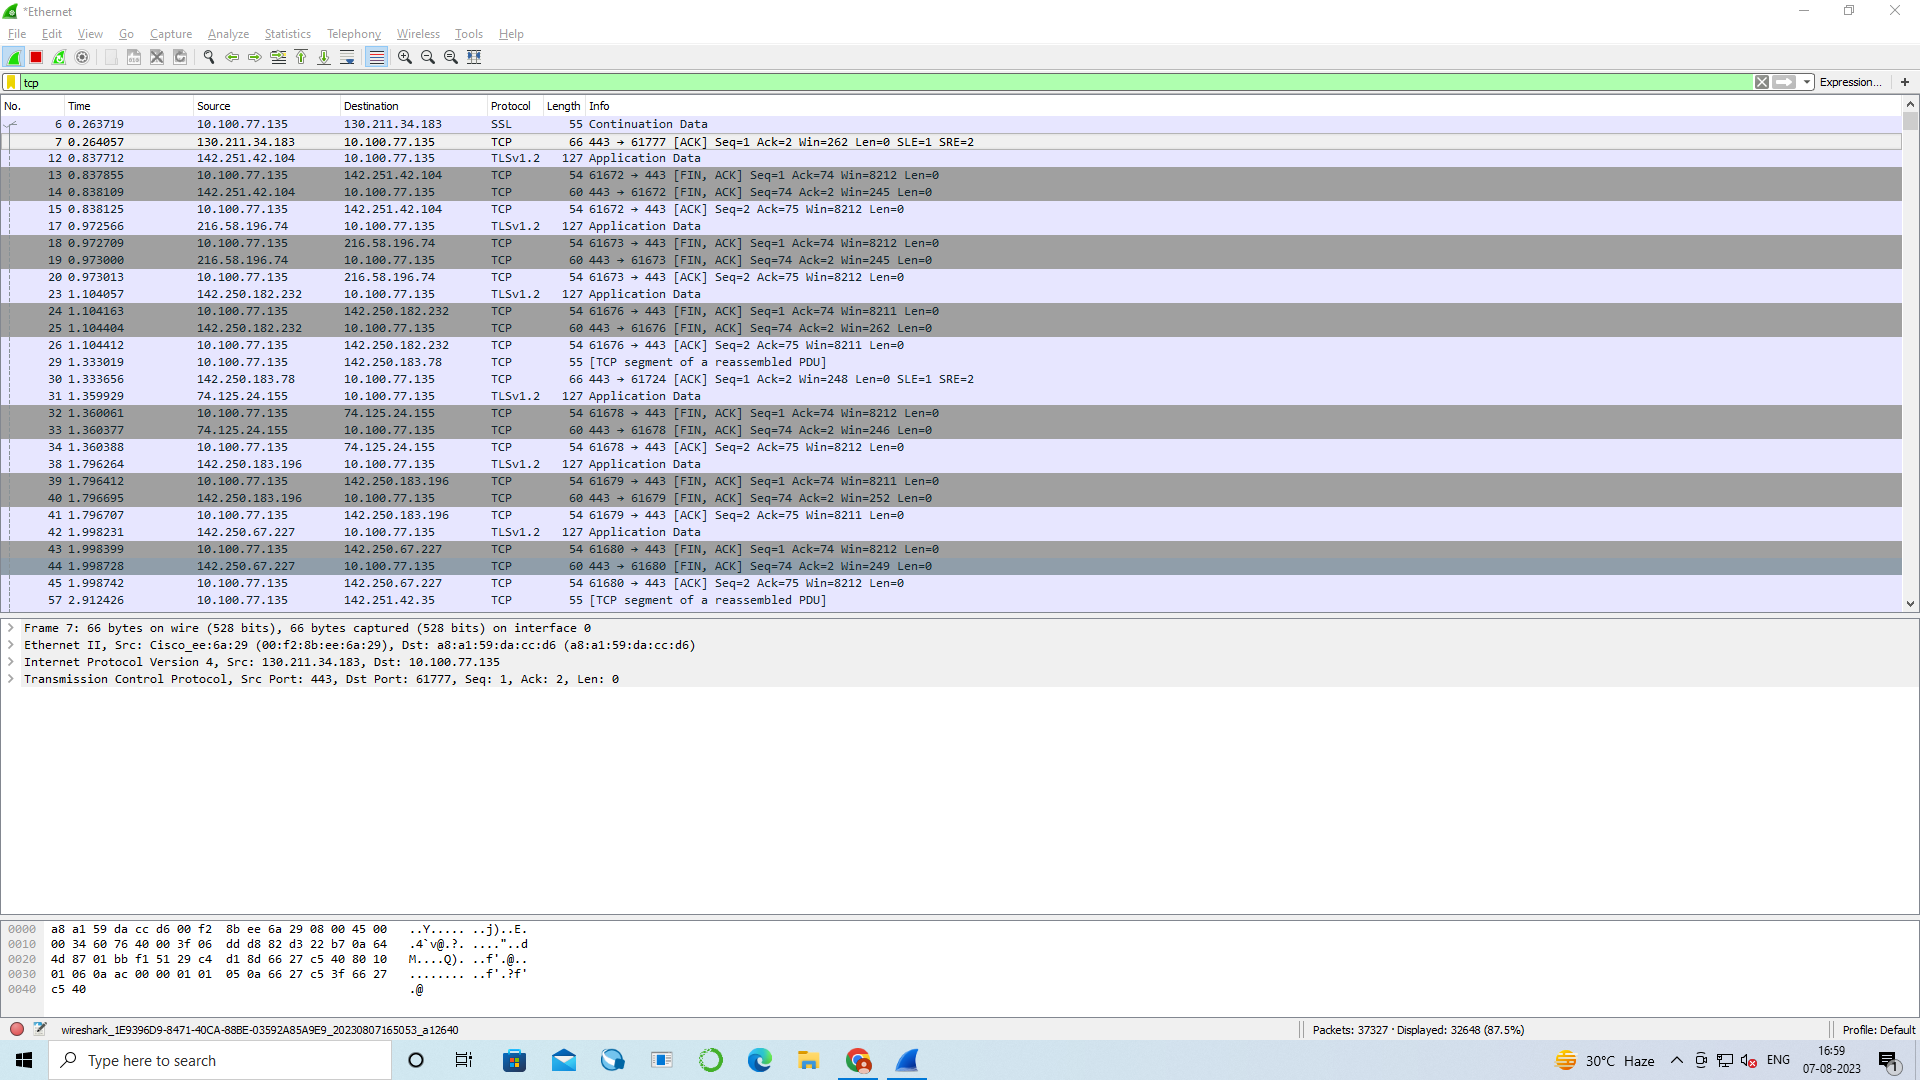 *Ethernet
File Edit View Go Capture Analyze Statistics Telephony Wireless Tools Help
tcp Expression... +
No. Time Source Destination Protocol Length Info
6 0.263719 10.100.77.135 130.211.34.183 SSL 55 Continuation Data
7 0.264057 130.211.34.183 10.100.77.135 TCP 66 443 → 61777 [ACK] Seq=1 Ack=2 Win=262 Len=0 SLE=1 SRE=2
12 0.837712 142.251.42.104 10.100.77.135 TLSv1.2 127 Application Data
13 0.837855 10.100.77.135 142.251.42.104 TCP 54 61672 → 443 [FIN, ACK] Seq=1 Ack=74 Win=8212 Len=0
14 0.838109 142.251.42.104 10.100.77.135 TCP 60 443 → 61672 [FIN, ACK] Seq=74 Ack=2 Win=245 Len=0
15 0.838125 10.100.77.135 142.251.42.104 TCP 54 61672 → 443 [ACK] Seq=2 Ack=75 Win=8212 Len=0
17 0.972566 216.58.196.74 10.100.77.135 TLSv1.2 127 Application Data
18 0.972709 10.100.77.135 216.58.196.74 TCP 54 61673 → 443 [FIN, ACK] Seq=1 Ack=74 Win=8212 Len=0
19 0.973000 216.58.196.74 10.100.77.135 TCP 60 443 → 61673 [FIN, ACK] Seq=74 Ack=2 Win=245 Len=0
20 0.973013 10.100.77.135 216.58.196.74 TCP 54 61673 → 443 [ACK] Seq=2 Ack=75 Win=8212 Len=0
23 1.104057 142.250.182.232 10.100.77.135 TLSv1.2 127 Application Data
24 1.104163 10.100.77.135 142.250.182.232 TCP 54 61676 → 443 [FIN, ACK] Seq=1 Ack=74 Win=8211 Len=0
25 1.104404 142.250.182.232 10.100.77.135 TCP 60 443 → 61676 [FIN, ACK] Seq=74 Ack=2 Win=262 Len=0
26 1.104412 10.100.77.135 142.250.182.232 TCP 54 61676 → 443 [ACK] Seq=2 Ack=75 Win=8211 Len=0
29 1.333019 10.100.77.135 142.250.183.78 TCP 55 [TCP segment of a reassembled PDU]
30 1.333656 142.250.183.78 10.100.77.135 TCP 66 443 → 61724 [ACK] Seq=1 Ack=2 Win=248 Len=0 SLE=1 SRE=2
31 1.359929 74.125.24.155 10.100.77.135 TLSv1.2 127 Application Data
32 1.360061 10.100.77.135 74.125.24.155 TCP 54 61678 → 443 [FIN, ACK] Seq=1 Ack=74 Win=8212 Len=0
33 1.360377 74.125.24.155 10.100.77.135 TCP 60 443 → 61678 [FIN, ACK] Seq=74 Ack=2 Win=246 Len=0
34 1.360388 10.100.77.135 74.125.24.155 TCP 54 61678 → 443 [ACK] Seq=2 Ack=75 Win=8212 Len=0
38 1.796264 142.250.183.196 10.100.77.135 TLSv1.2 127 Application Data
39 1.796412 10.100.77.135 142.250.183.196 TCP 54 61679 → 443 [FIN, ACK] Seq=1 Ack=74 Win=8211 Len=0
40 1.796695 142.250.183.196 10.100.77.135 TCP 60 443 → 61679 [FIN, ACK] Seq=74 Ack=2 Win=252 Len=0
41 1.796707 10.100.77.135 142.250.183.196 TCP 54 61679 → 443 [ACK] Seq=2 Ack=75 Win=8211 Len=0
42 1.998231 142.250.67.227 10.100.77.135 TLSv1.2 127 Application Data
43 1.998399 10.100.77.135 142.250.67.227 TCP 54 61680 → 443 [FIN, ACK] Seq=1 Ack=74 Win=8212 Len=0
44 1.998728 142.250.67.227 10.100.77.135 TCP 60 443 → 61680 [FIN, ACK] Seq=74 Ack=2 Win=249 Len=0
45 1.998742 10.100.77.135 142.250.67.227 TCP 54 61680 → 443 [ACK] Seq=2 Ack=75 Win=8212 Len=0
57 2.912426 10.100.77.135 142.251.42.35 TCP 55 [TCP segment of a reassembled PDU]
Frame 7: 66 bytes on wire (528 bits), 66 bytes captured (528 bits) on interface 0
Ethernet II, Src: Cisco_ee:6a:29 (00:f2:8b:ee:6a:29), Dst: a8:a1:59:da:cc:d6 (a8:a1:59:da:cc:d6)
Internet Protocol Version 4, Src: 130.211.34.183, Dst: 10.100.77.135
Transmission Control Protocol, Src Port: 443, Dst Port: 61777, Seq: 1, Ack: 2, Len: 0
0000 a8 a1 59 da cc d6 00 f2 8b ee 6a 29 08 00 45 00 ..Y..... ..j)..E.
0010 00 34 60 76 40 00 3f 06 dd d8 82 d3 22 b7 0a 64 .4`v@.?. ...."..d
0020 4d 87 01 bb f1 51 29 c4 d1 8d 66 27 c5 40 80 10 M....Q). ..f'.@..
0030 01 06 0a ac 00 00 01 01 05 0a 66 27 c5 3f 66 27 ........ ..f'.?f'
0040 c5 40 .@
wireshark_1E9396D9-8471-40CA-88BE-03592A85A9E9_20230807165053_a12640 Packets: 37327 · Displayed: 32648 (87.5%) Profile: Default
Type here to search 30°C Haze ENG 16:59
07-08-2023 1